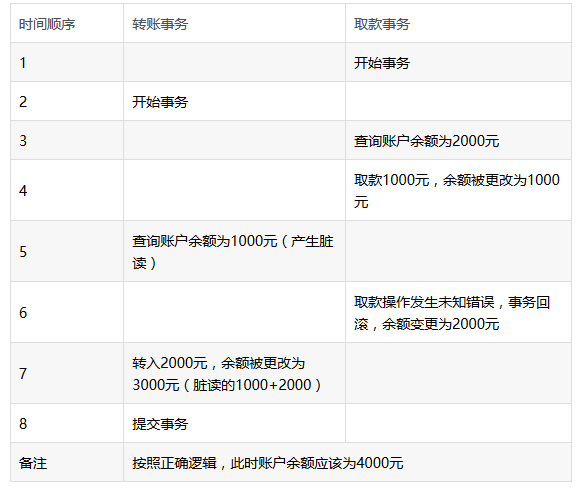 时间顺序 转账事务 取款事务
1 开始事务
2 开始事务
3 查询账户余额为2000元
4 取款1000元，余额被更改为1000
元
5 查询账户余额为1000元（产生脏
读）
6 取款操作发生未知错误，事务回
滚，余额变更为2000元
7 转入2000元，余额被更改为
3000元（脏读的1000+2000）
8 提交事务
备注 按照正确逻辑，此时账户余额应该为4000元